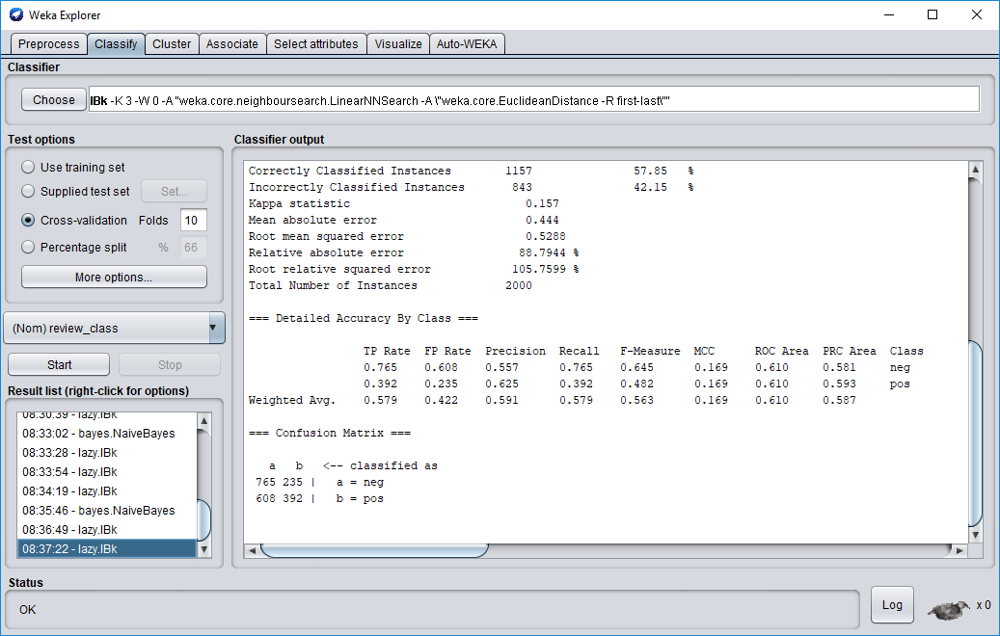 Weka Explorer
Preprocess Classify Cluster Associate Select attributes Visualize Auto-WEKA
Classifier
Choose IBk -K 3 -W 0 -A "weka.core.neighboursearch.LinearNNSearch -A \"weka.core.EuclideanDistance -R first-last\""
Test options
Use training set
Supplied test set Set...
Cross-validation Folds 10
Percentage split % 66
More options...
(Nom) review_class
Start Stop
Result list (right-click for options)
08:30:39 - lazy.IBk
08:33:02 - bayes.NaiveBayes
08:33:28 - lazy.IBk
08:33:54 - lazy.IBk
08:34:19 - lazy.IBk
08:35:46 - bayes.NaiveBayes
08:36:49 - lazy.IBk
08:37:22 - lazy.IBk
Classifier output
Correctly Classified Instances 1157 57.85 %
Incorrectly Classified Instances 843 42.15 %
Kappa statistic 0.157
Mean absolute error 0.444
Root mean squared error 0.5288
Relative absolute error 88.7944 %
Root relative squared error 105.7599 %
Total Number of Instances 2000
=== Detailed Accuracy By Class ===
TP Rate FP Rate Precision Recall F-Measure MCC ROC Area PRC Area Class
0.765 0.608 0.557 0.765 0.645 0.169 0.610 0.581 neg
0.392 0.235 0.625 0.392 0.482 0.169 0.610 0.593 pos
Weighted Avg. 0.579 0.422 0.591 0.579 0.563 0.169 0.610 0.587
=== Confusion Matrix ===
a b <-- classified as
765 235 | a = neg
608 392 | b = pos
Status
OK
Log
x 0